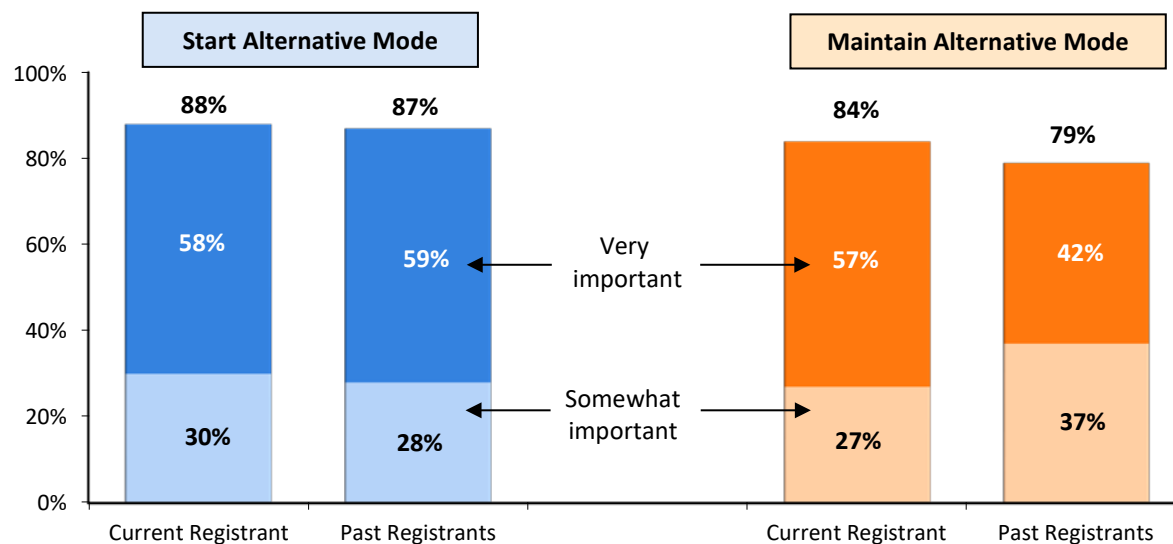 Start Alternative Mode
Maintain Alternative Mode
100%
80%
60%
40%
20%
0%
88%
87%
84%
79%
58%
59%
Very
important
57%
42%
30%
28%
Somewhat
important
27%
37%
Current Registrant
Past Registrants
Current Registrant
Past Registrants